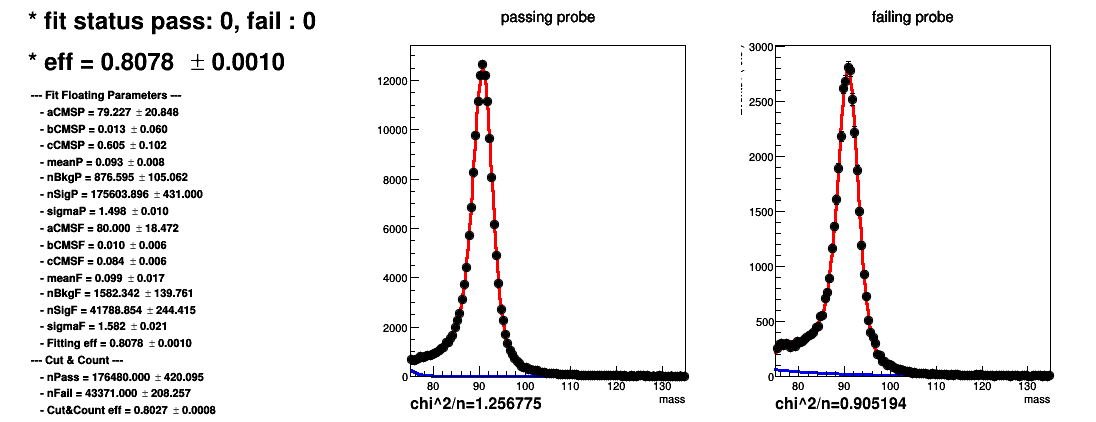 * fit status pass: 0, fail : 0
* eff = 0.8078 ± 0.0010
--- Fit Floating Parameters ---
- aCMSP = 79.227 ± 20.848
- bCMSP = 0.013 ± 0.060
- cCMSP = 0.605 ± 0.102
- meanP = 0.093 ± 0.008
- nBkgP = 876.595 ± 105.062
- nSigP = 175603.896 ± 431.000
- sigmaP = 1.498 ± 0.010
- aCMSF = 80.000 ± 18.472
- bCMSF = 0.010 ± 0.006
- cCMSF = 0.084 ± 0.006
- meanF = 0.099 ± 0.017
- nBkgF = 1582.342 ± 139.761
- nSigF = 41788.854 ± 244.415
- sigmaF = 1.582 ± 0.021
- Fitting eff = 0.8078 ± 0.0010
--- Cut & Count ---
- nPass = 176480.000 ± 420.095
- nFail = 43371.000 ± 208.257
- Cut&Count eff = 0.8027 ± 0.0008
passing probe
12000
10000
8000
6000
4000
2000
0
80 90 100 110 120 130
mass
chi^2/n=1.256775
failing probe
3000
2500
2000
1500
1000
500
0
80 90 100 110 120 130
mass
chi^2/n=0.905194